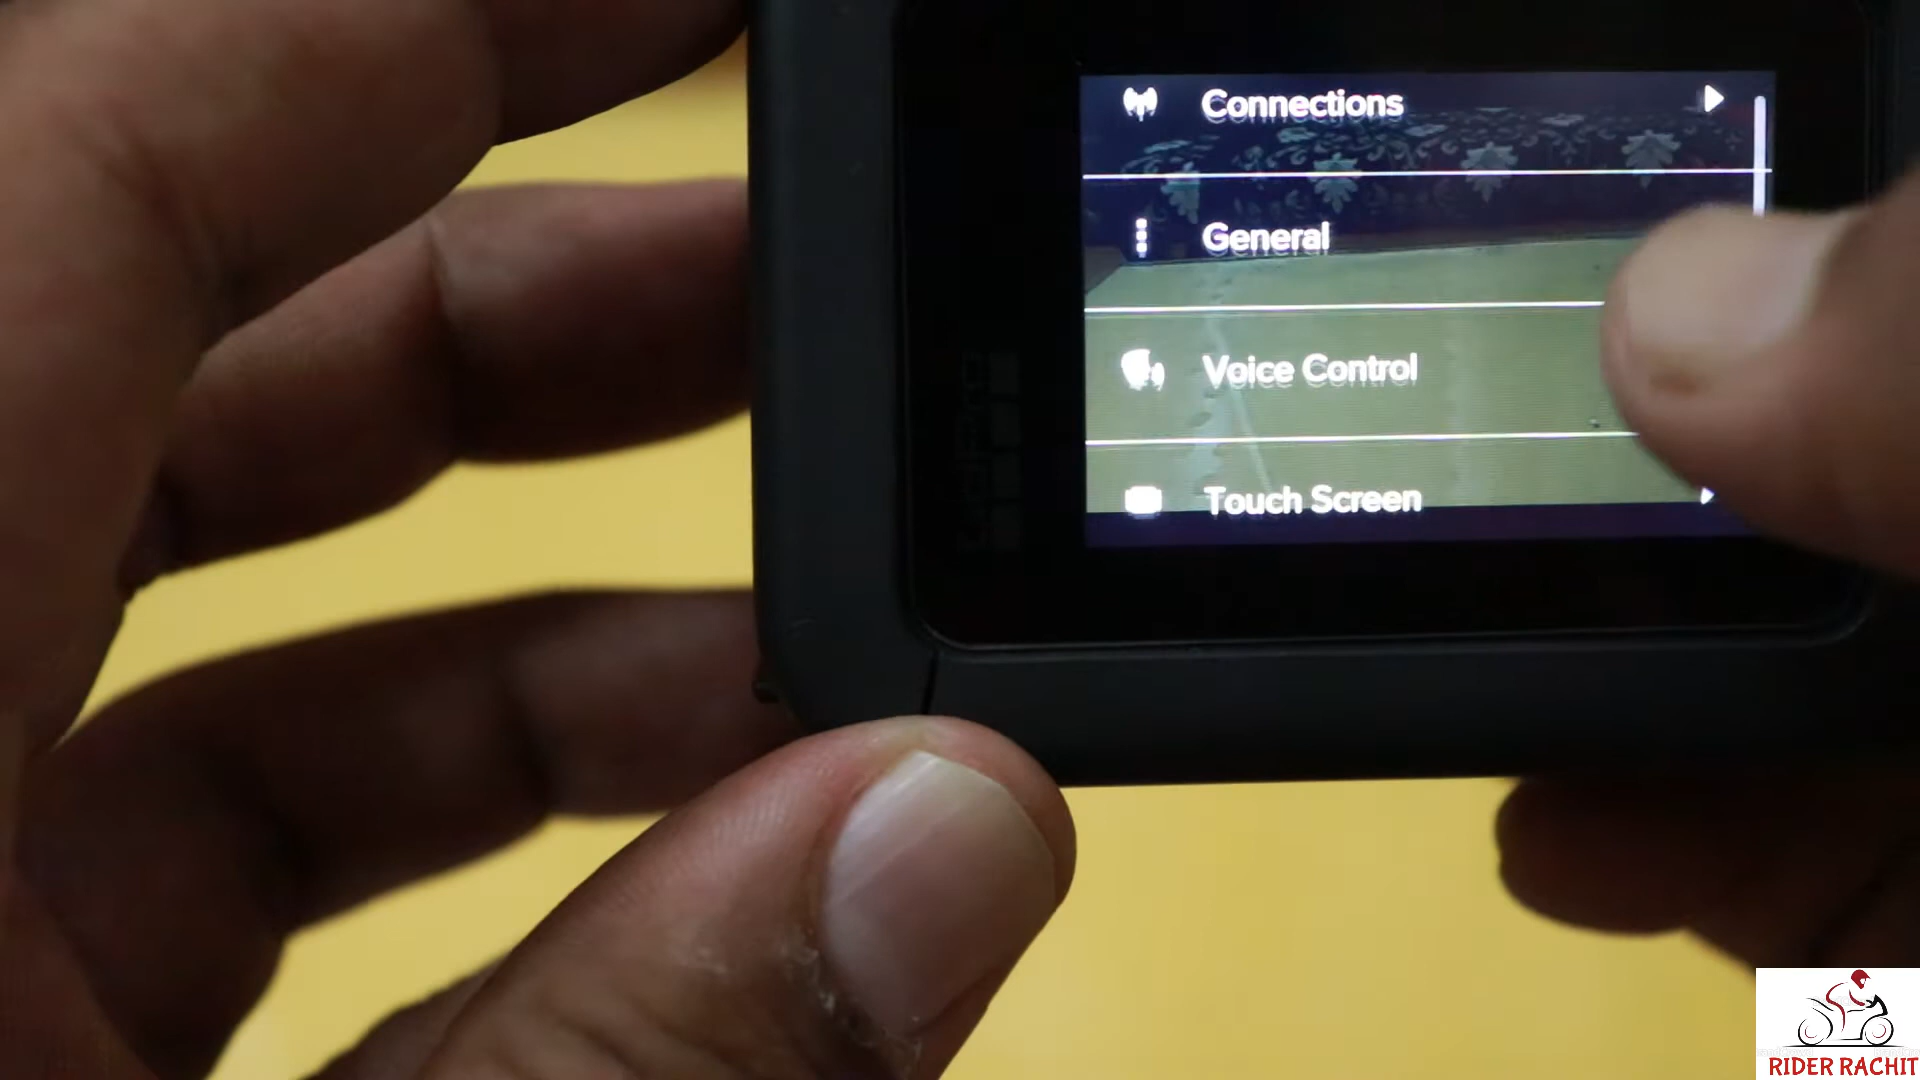 Connections
General
Voice Control
Touch Screen
RIDER RACHIT